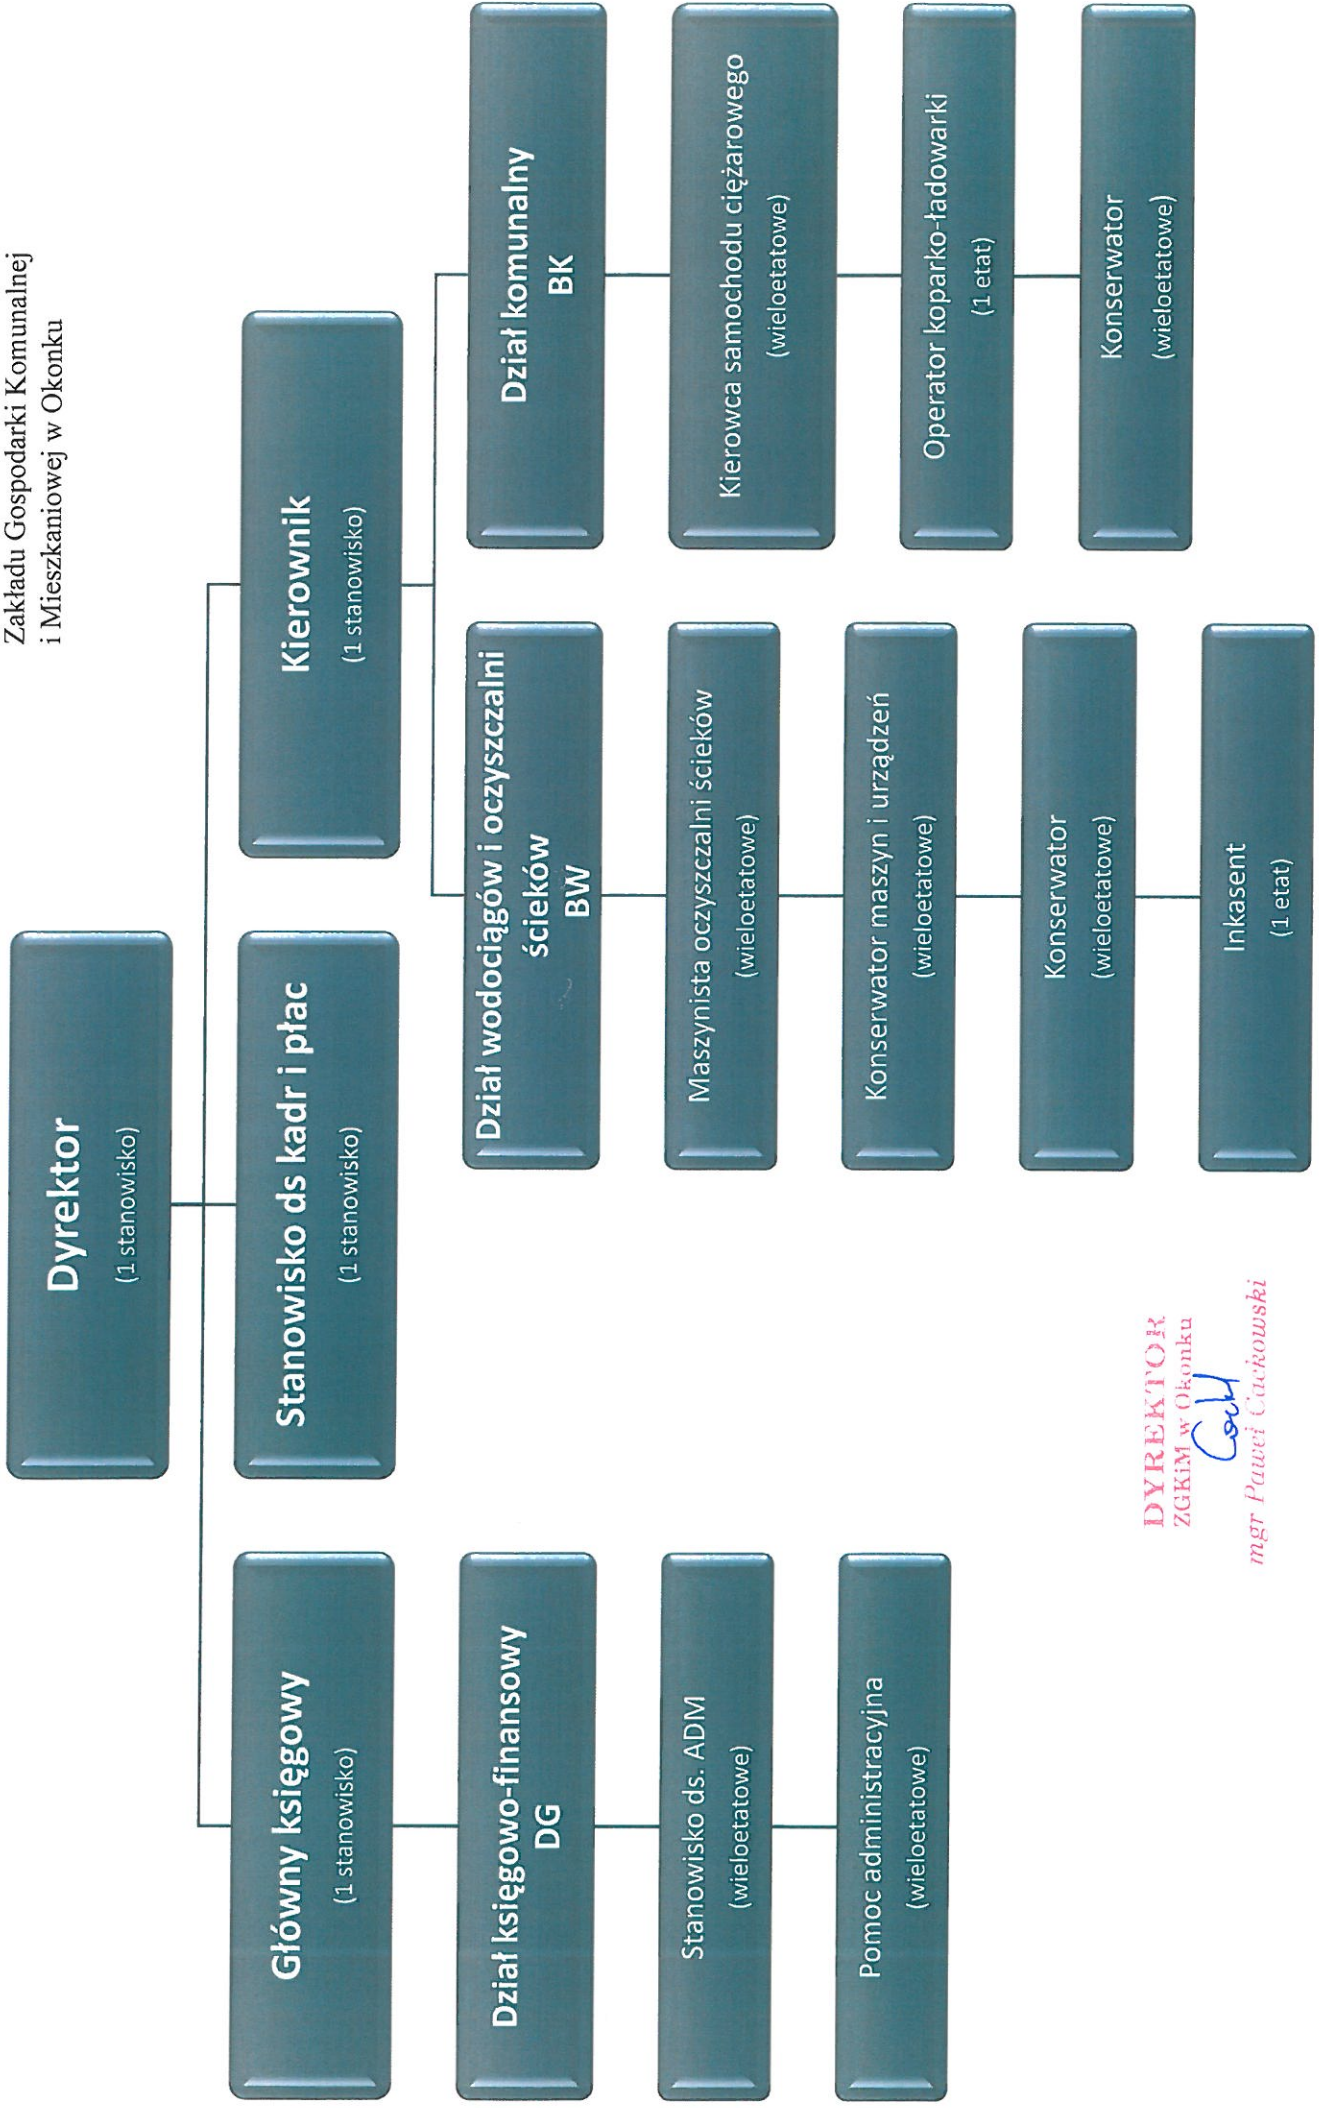 Zakładu Gospodarki Komunalnej
i Mieszkaniowej w Okonku
Dyrektor
(1 stanowisko)
Główny księgowy
(1 stanowisko)
Stanowisko ds kadr i płac
(1 stanowisko)
Kierownik
(1 stanowisko)
Dział księgowo-finansowy
DG
Stanowisko ds. ADM
(wieloetatowe)
Pomoc administracyjna
(wieloetatowe)
Dział wodociągów i oczyszczalni
ścieków
BW
Maszynista oczyszczalni ścieków
(wieloetatowe)
Konserwator maszyn i urządzeń
(wieloetatowe)
Konserwator
(wieloetatowe)
Inkasent
(1 etat)
Dział komunalny
BK
Kierowca samochodu ciężarowego
(wieloetatowe)
Operator koparko-ładowarki
(1 etat)
Konserwator
(wieloetatowe)
DYREKTOR
ZGKiM w Okonku
mgr Paweł Cackowski